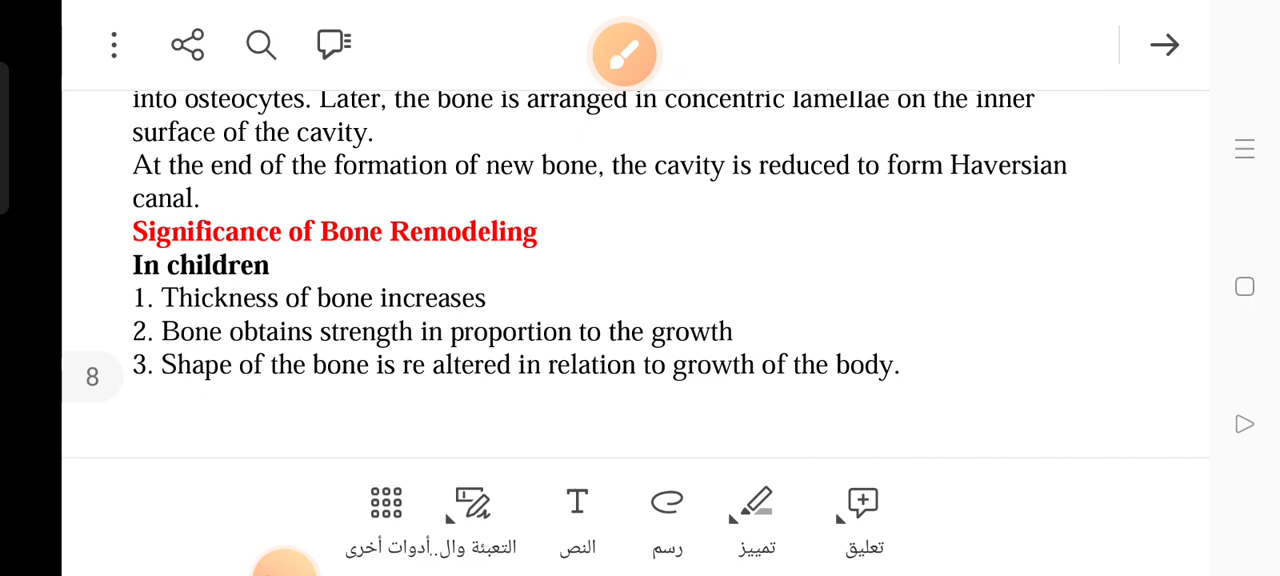 into osteocytes. Later, the bone is arranged in concentric lamellae on the inner
surface of the cavity.
At the end of the formation of new bone, the cavity is reduced to form Haversian
canal.
Significance of Bone Remodeling
In children
1. Thickness of bone increases
2. Bone obtains strength in proportion to the growth
3. Shape of the bone is re altered in relation to growth of the body.
8
تعليق
تمييز
رسم
النص
التعبئة وال..
أدوات أخرى